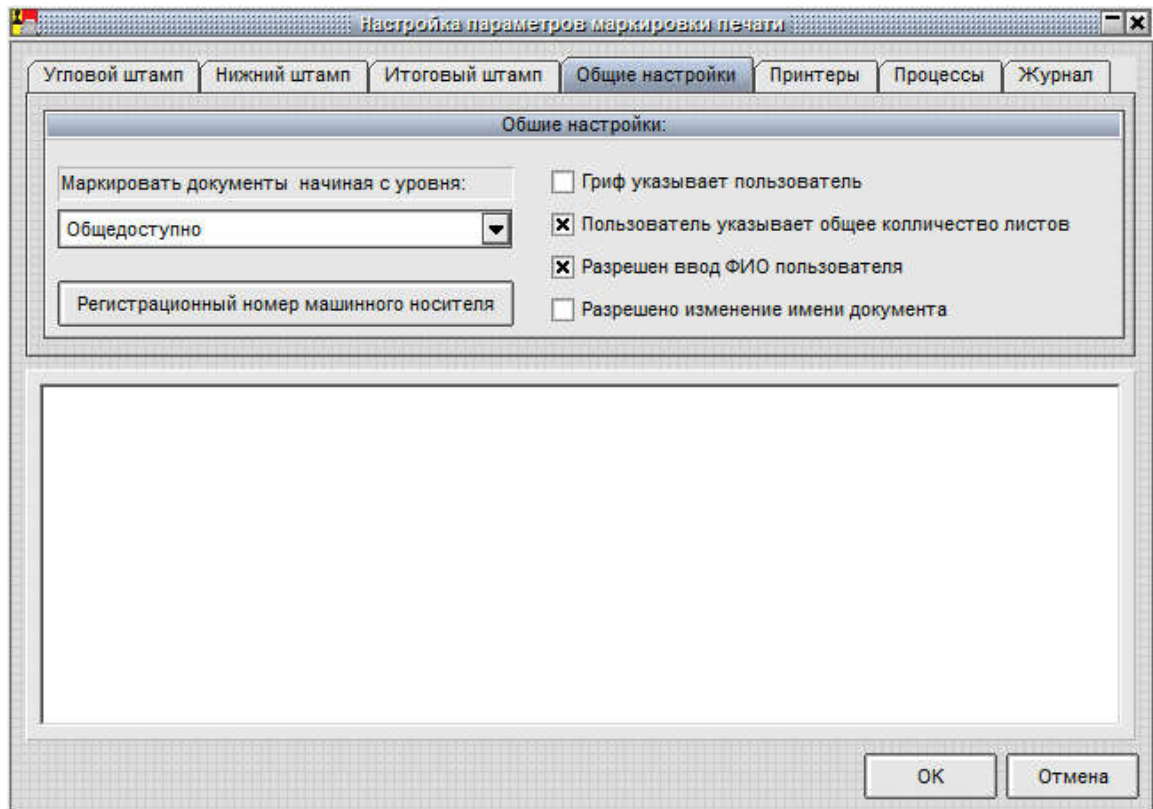 Настройка параметров маркировки печати
Угловой штамп
Нижний штамп
Итоговый штамп
Общие настройки
Принтеры
Процессы
Журнал
Обшие настройки:
Маркировать документы начиная с уровня:
Гриф указывает пользователь
Общедоступно
Пользователь указывает общее колличество листов
Разрешен ввод ФИО пользователя
Регистрационный номер машинного носителя
Разрешено изменение имени документа
OK
Отмена